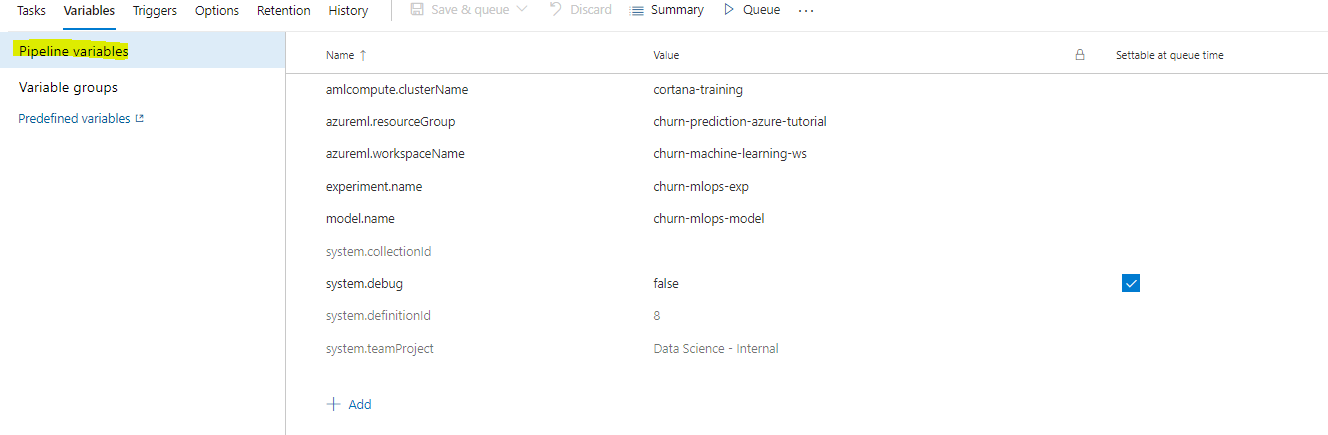 Tasks Variables Triggers Options Retention History Save & queue Discard Summary Queue ...
Pipeline variables
Variable groups
Predefined variables
Name ↑ Value Settable at queue time
amlcompute.clusterName cortana-training
azureml.resourceGroup churn-prediction-azure-tutorial
azureml.workspaceName churn-machine-learning-ws
experiment.name churn-mlops-exp
model.name churn-mlops-model
system.collectionId
system.debug false
system.definitionId 8
system.teamProject Data Science - Internal
+ Add